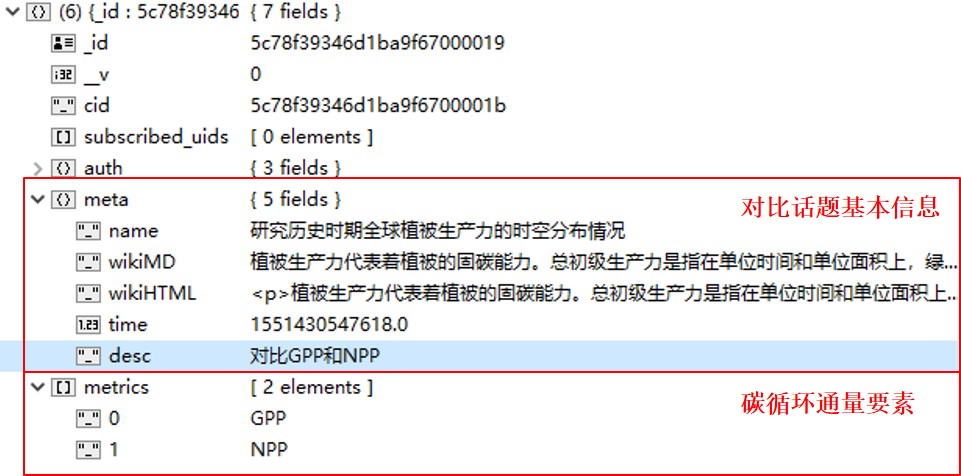 (6) {_id : 5c78f39346 { 7 fields }
_id 5c78f39346d1ba9f67000019
__v 0
cid 5c78f39346d1ba9f6700001b
subscribed_uids [ 0 elements ]
auth { 3 fields }
meta { 5 fields }
对比话题基本信息
name 研究历史时期全球植被生产力的时空分布情况
wikiMD 植被生产力代表着植被的固碳能力。总初级生产力是指在单位时间和单位面积上，绿...
wikiHTML <p>植被生产力代表着植被的固碳能力。总初级生产力是指在单位时间和单位面积上...
time 1551430547618.0
desc 对比GPP和NPP
metrics [ 2 elements ]
碳循环通量要素
0 GPP
1 NPP